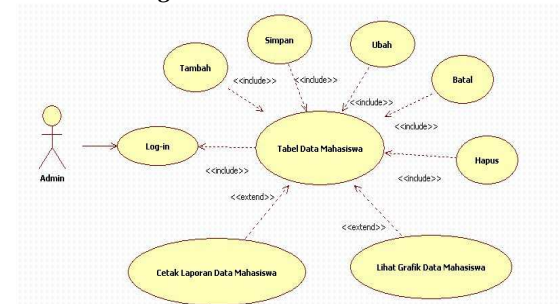 Simpan
Ubah
Tambah
Batal
<<include>>
<<include>>
<<include>>
<<include>>
Log-in
Tabel Data Mahasiswa
Hapus
Admin
<<include>>
<<include>>
<<extend>>
<<extend>>
Cetak Laporan Data Mahasiswa
Lihat Grafik Data Mahasiswa